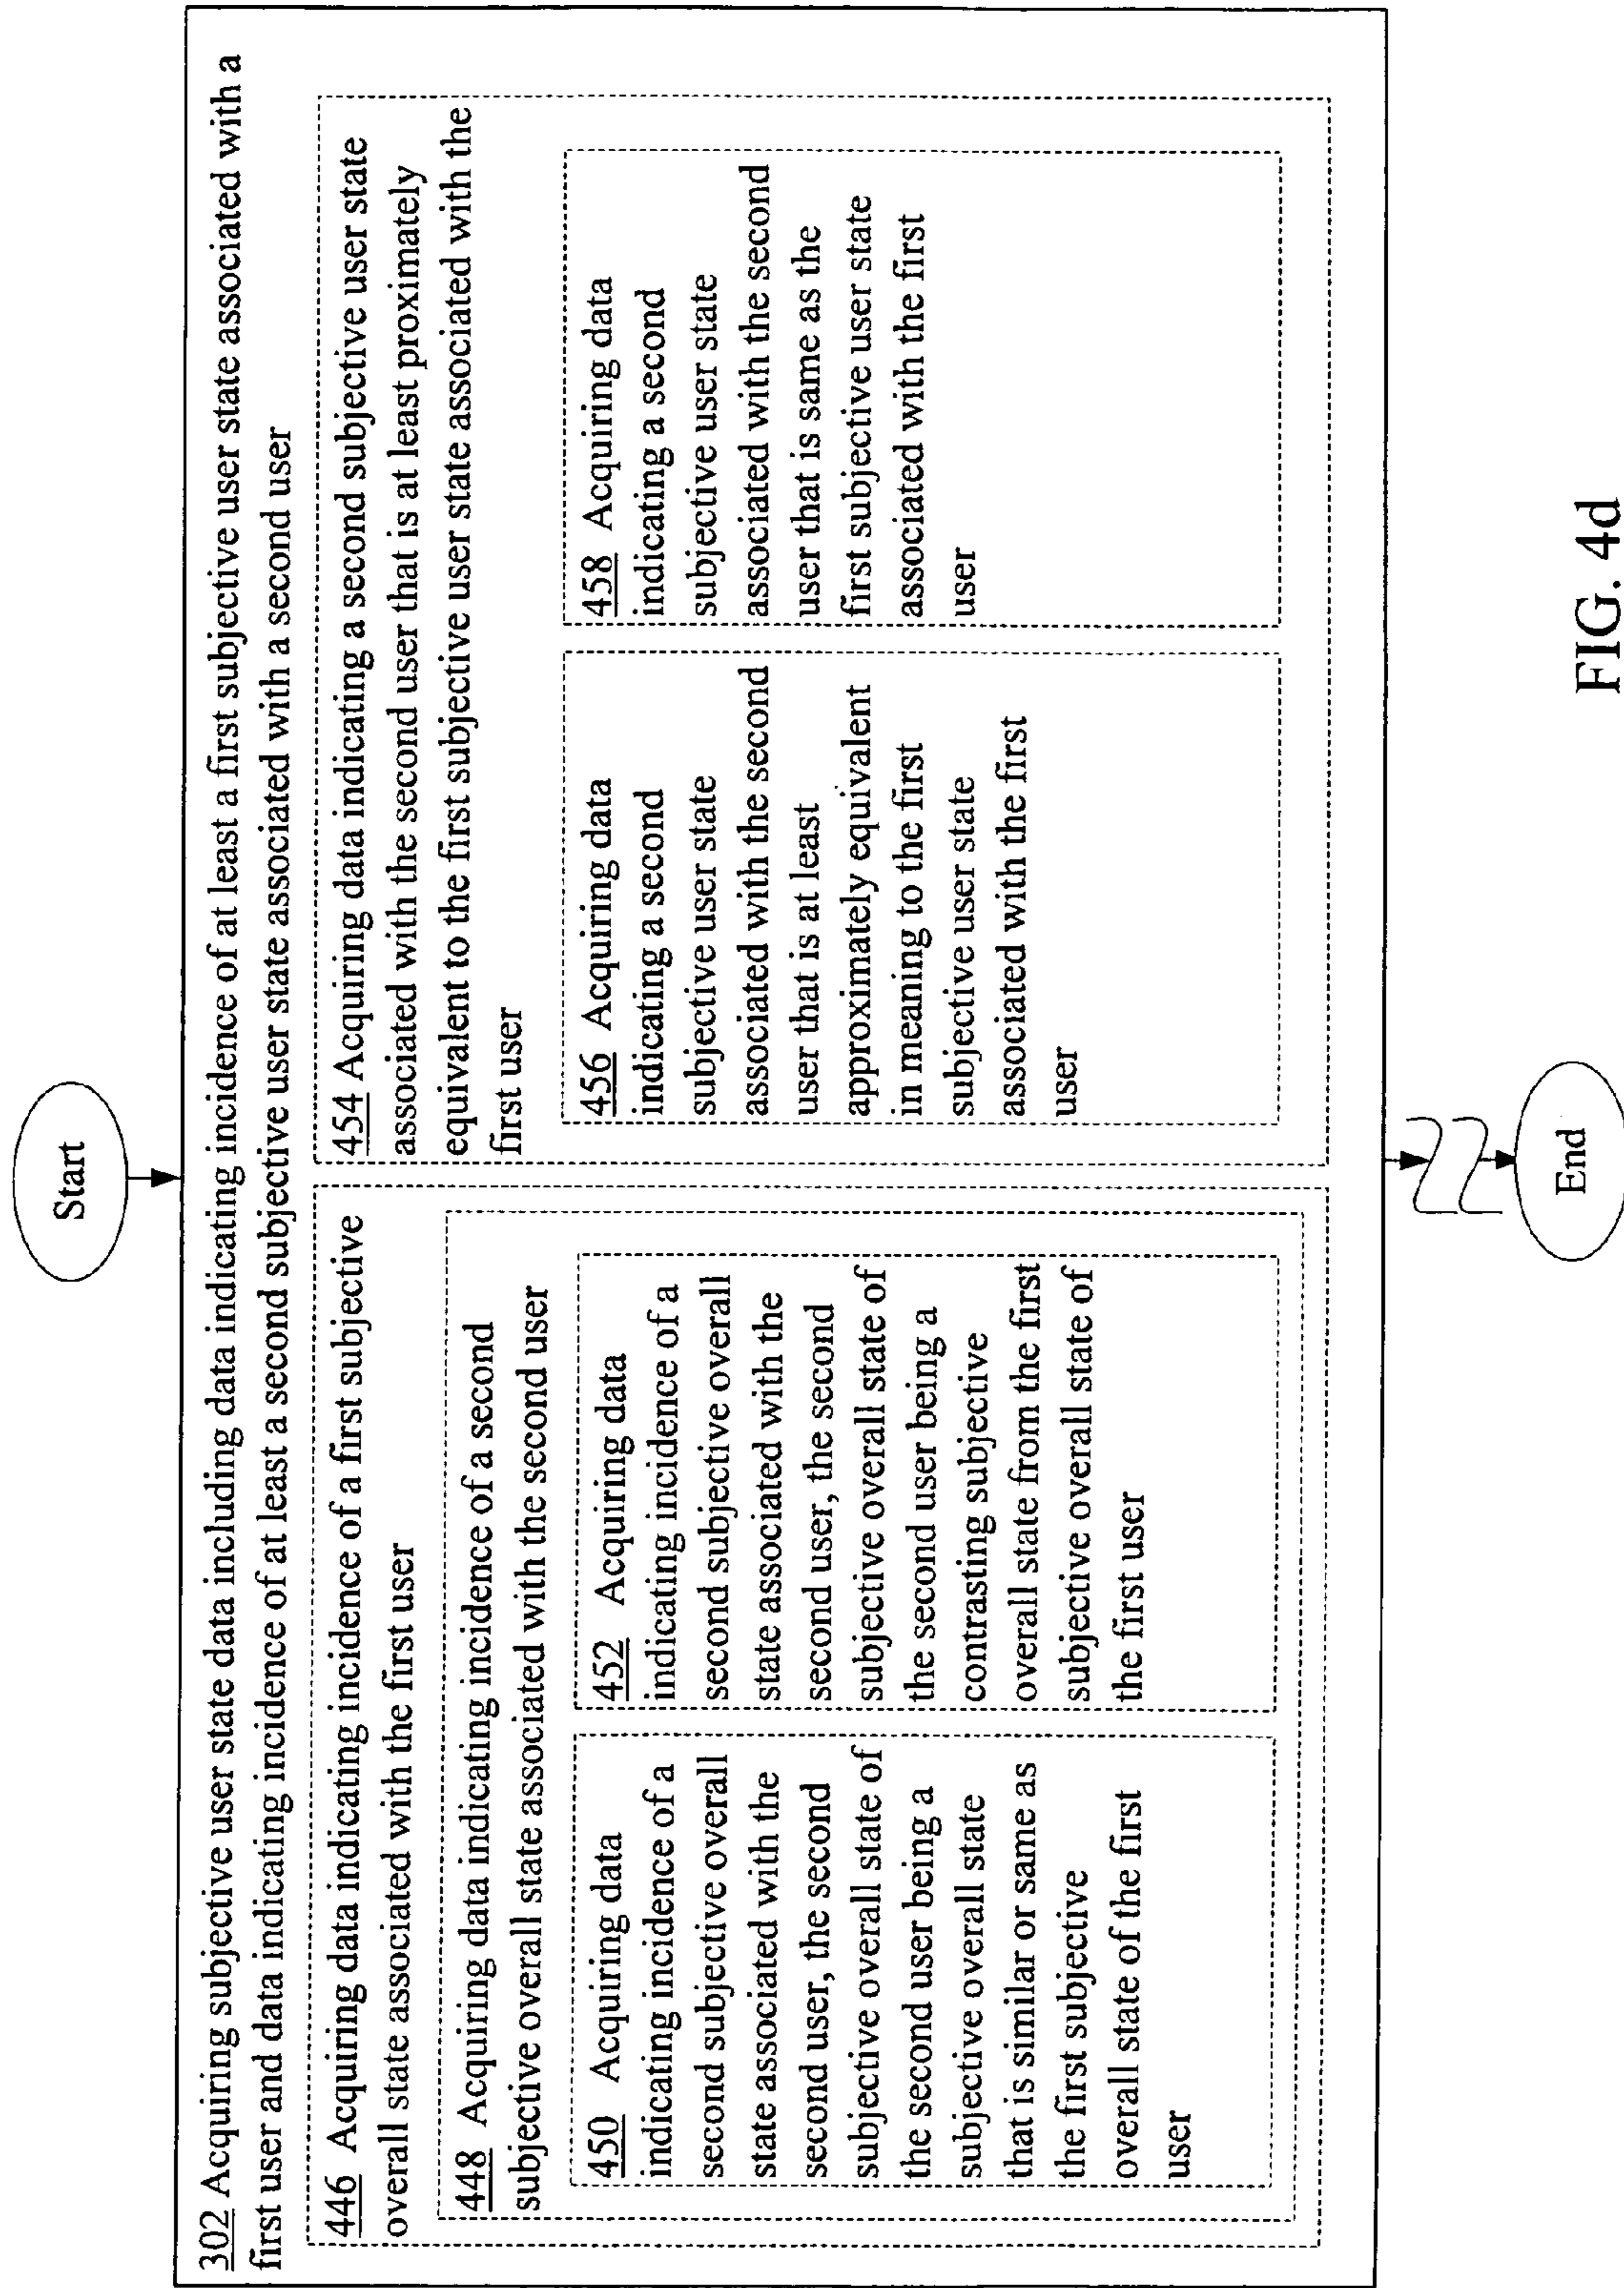 Start
302 Acquiring subjective user state data including data indicating incidence of at least a first subjective user state associated with a
first user and data indicating incidence of at least a second subjective user state associated with a second user
446 Acquiring data indicating incidence of a first subjective
overall state associated with the first user
448 Acquiring data indicating incidence of a second
subjective overall state associated with the second user
450 Acquiring data
indicating incidence of a
second subjective overall
state associated with the
second user, the second
subjective overall state of
the second user being a
subjective overall state
that is similar or same as
the first subjective
overall state of the first
user
452 Acquiring data
indicating incidence of a
second subjective overall
state associated with the
second user, the second
subjective overall state of
the second user being a
contrasting subjective
overall state from the first
subjective overall state of
the first user
454 Acquiring data indicating a second subjective user state
associated with the second user that is at least proximately
equivalent to the first subjective user state associated with the
first user
456 Acquiring data
indicating a second
subjective user state
associated with the second
user that is at least
approximately equivalent
in meaning to the first
subjective user state
associated with the first
user
458 Acquiring data
indicating a second
subjective user state
associated with the second
user that is same as the
first subjective user state
associated with the first
user
End
FIG. 4d